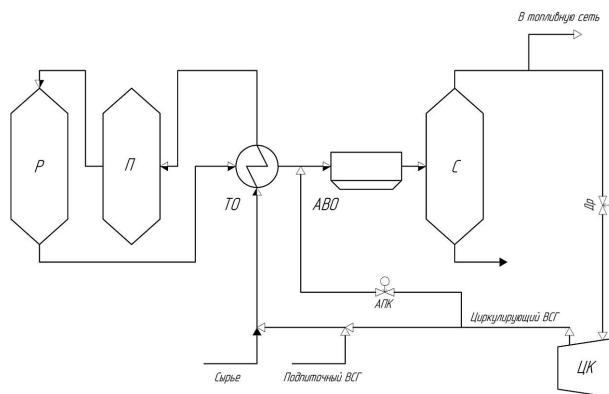 В топливную сеть
Р
П
С
ТО
АВО
Др
АПК
Циркулирующий ВСГ
Сырье
Подпиточный ВСГ
ЦК